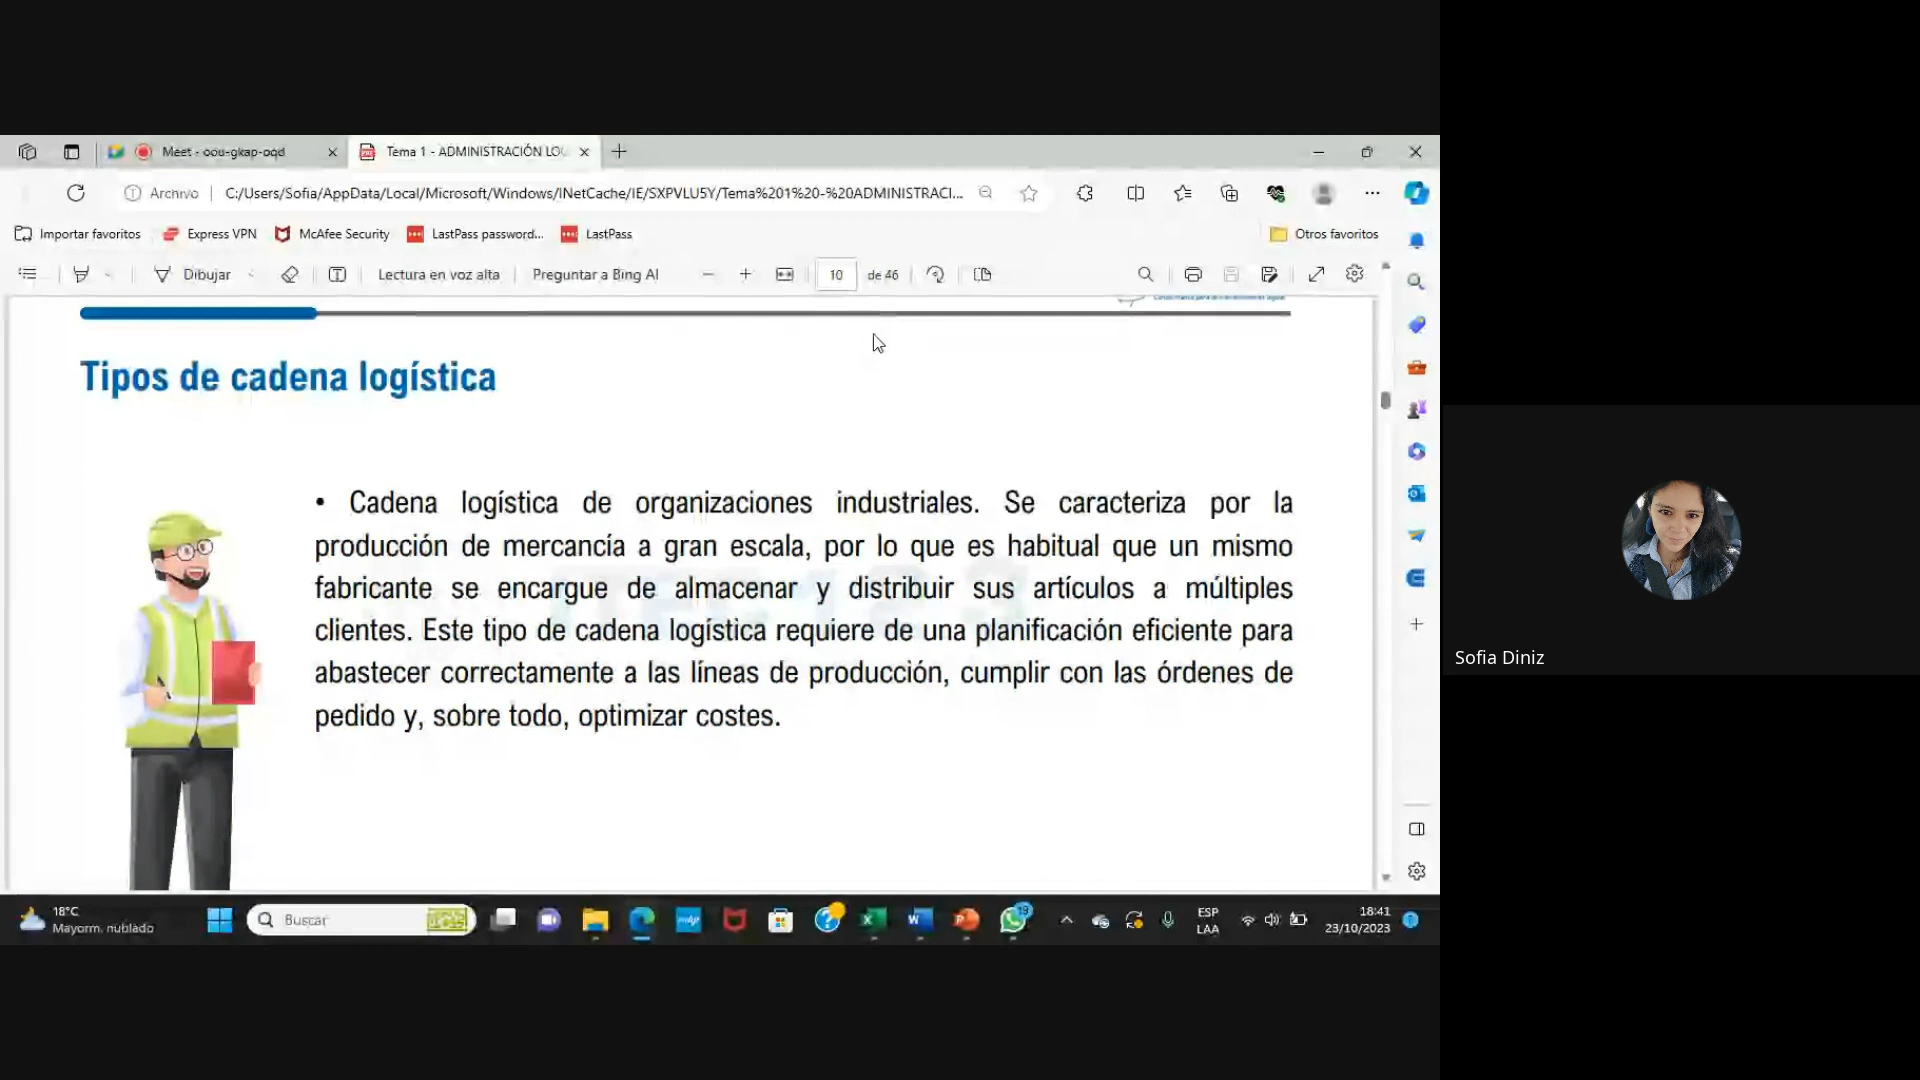 Meet - oou-gkap-oqd
Tema 1 - ADMINISTRACIÓN LO
Archivo
C:/Users/Sofia/AppData/Local/Microsoft/Windows/INetCache/IE/SXPVLU5Y/Tema%201%20-%20ADMINISTRACI...
Importar favoritos
Express VPN
McAfee Security
LastPass password...
LastPass
Otros favoritos
Dibujar
Lectura en voz alta
Preguntar a Bing AI
10
de 46
Tipos de cadena logística
• Cadena logística de organizaciones industriales. Se caracteriza por la
producción de mercancía a gran escala, por lo que es habitual que un mismo
fabricante se encargue de almacenar y distribuir sus artículos a múltiples
clientes. Este tipo de cadena logística requiere de una planificación eficiente para
abastecer correctamente a las líneas de producción, cumplir con las órdenes de
pedido y, sobre todo, optimizar costes.
Sofia Diniz
18°C
Mayorm. nublado
Buscar
19
ESP
LAA
18:41
23/10/2023